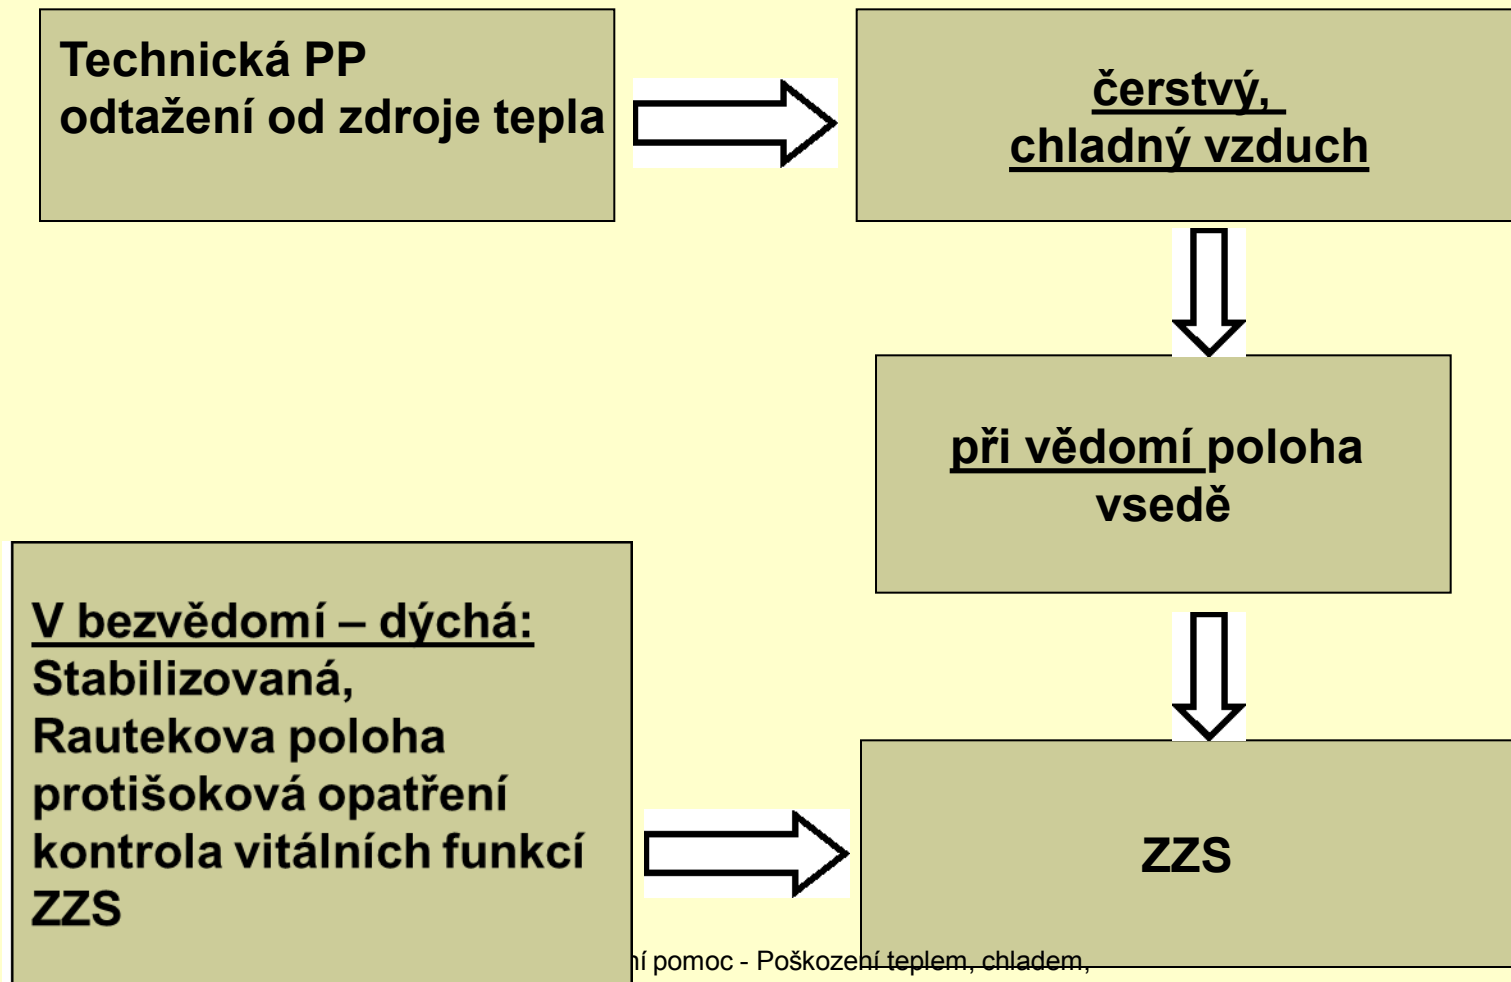 Technická PP
odtažení od zdroje tepla
čerstvý,
chladný vzduch
při vědomí poloha
vsedě
V bezvědomí – dýchá:
Stabilizovaná,
Rautekova poloha
protišoková opatření
kontrola vitálních funkcí
ZZS
ZZS
ní pomoc - Poškození teplem, chladem,